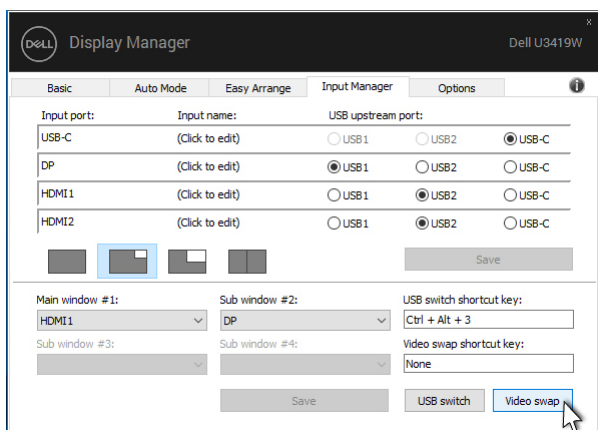 x
DELL Display Manager Dell U3419W
Basic Auto Mode Easy Arrange Input Manager Options i
Input port: Input name: USB upstream port:
USB-C (Click to edit) USB1 USB2 USB-C
DP (Click to edit) USB1 USB2 USB-C
HDMI1 (Click to edit) USB1 USB2 USB-C
HDMI2 (Click to edit) USB1 USB2 USB-C
Save
Main window #1: Sub window #2: USB switch shortcut key:
HDMI1 DP Ctrl + Alt + 3
Sub window #3: Sub window #4: Video swap shortcut key:
None
Save USB switch Video swap